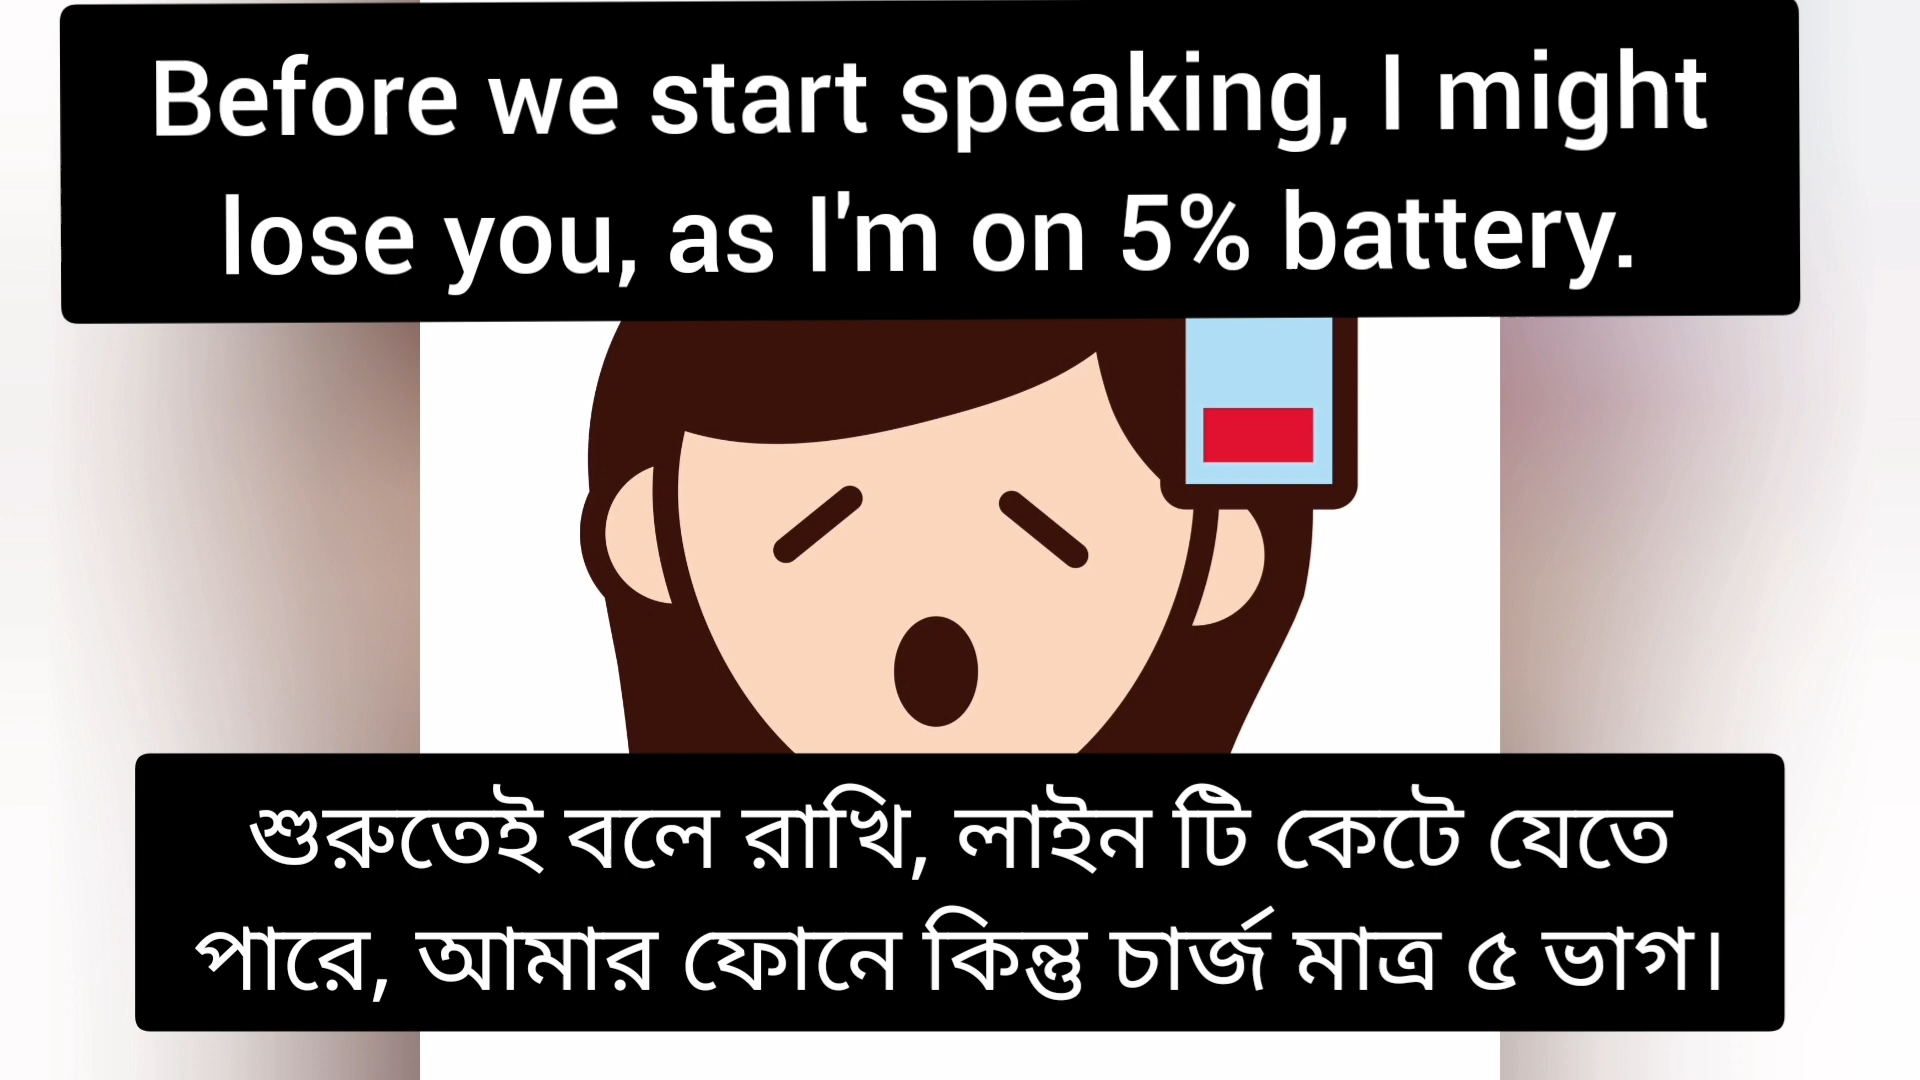 Before we start speaking, I might
lose you, as I'm on 5% battery.
শুরুতেই বলে রাখি, লাইন টি কেটে যেতে
পারে, আমার ফোনে কিন্তু চার্জ মাত্র ৫ ভাগ।